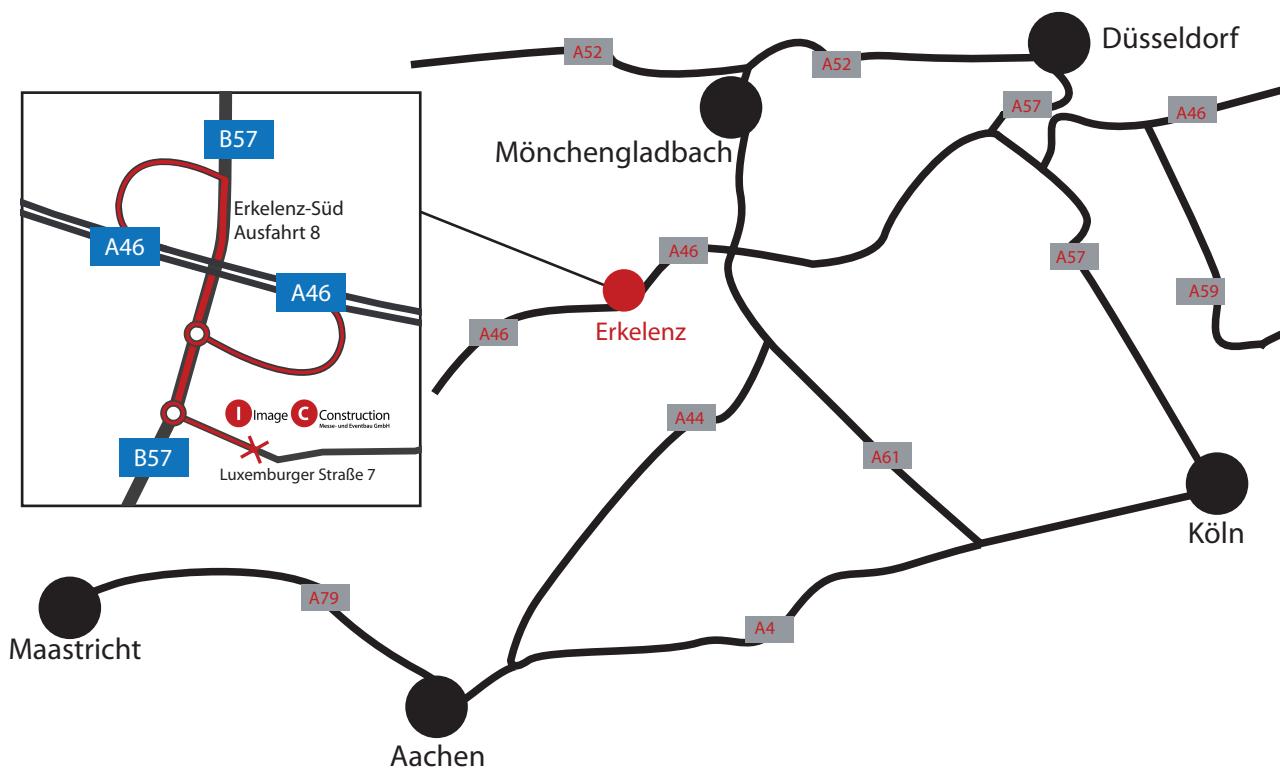 A52
A52
Düsseldorf
A57
A46
Mönchengladbach
B57
Erkelenz-Süd
Ausfahrt 8
A46
A46
A46
A57
A59
Erkelenz
A46
I Image C Construction
Messe- und Eventbau GmbH
B57
Luxemburger Straße 7
A44
A61
Köln
A79
A4
Maastricht
Aachen